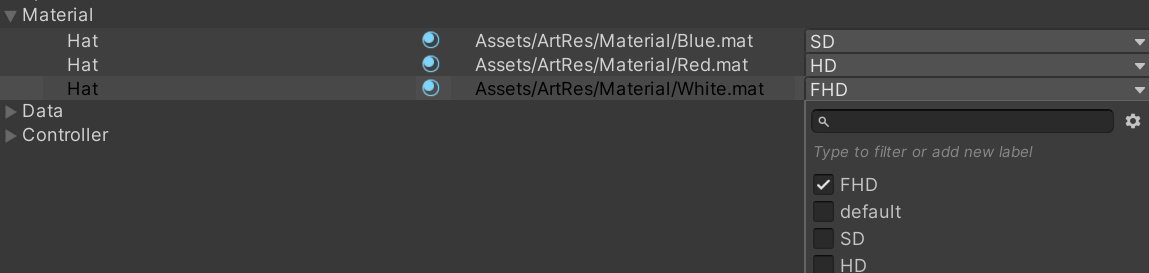 Material
Hat Assets/ArtRes/Material/Blue.mat SD
Hat Assets/ArtRes/Material/Red.mat HD
Hat Assets/ArtRes/Material/White.mat FHD
Data
Controller
Type to filter or add new label
FHD
default
SD
HD